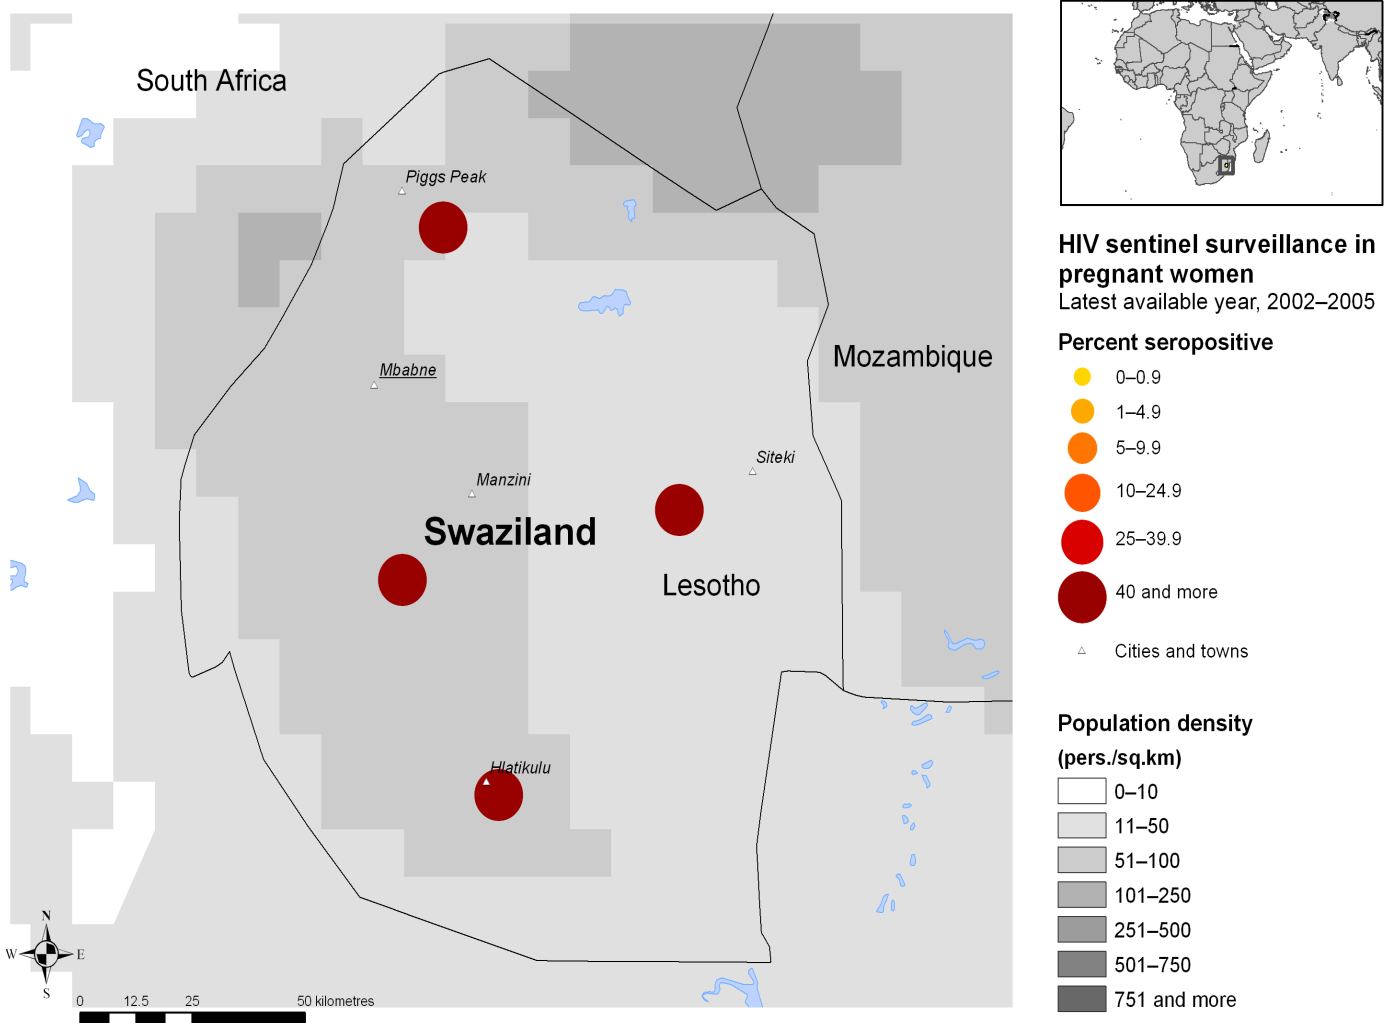 South Africa
Piggs Peak
Mbabne
Mozambique
Siteki
Manzini
Swaziland
Lesotho
Hlatikulu
N
W E
S
0 12.5 25 50 kilometres
HIV sentinel surveillance in
pregnant women
Latest available year, 2002–2005
Percent seropositive
0–0.9
1–4.9
5–9.9
10–24.9
25–39.9
40 and more
Cities and towns
Population density
(pers./sq.km)
0–10
11–50
51–100
101–250
251–500
501–750
751 and more